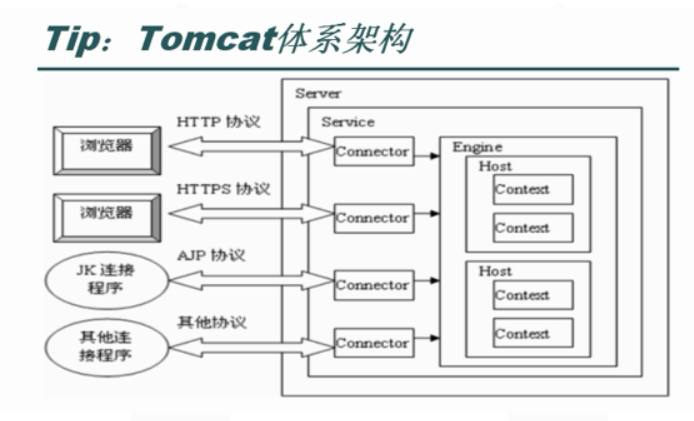 Tip：Tomcat体系架构
Server
HTTP 协议
Service
浏览器
Connector
Engine
Host
Context
HTTPS 协议
浏览器
Connector
Context
AJP 协议
Host
JK 连接
程序
Connector
Context
其他协议
其他连
接程序
Connector
Context